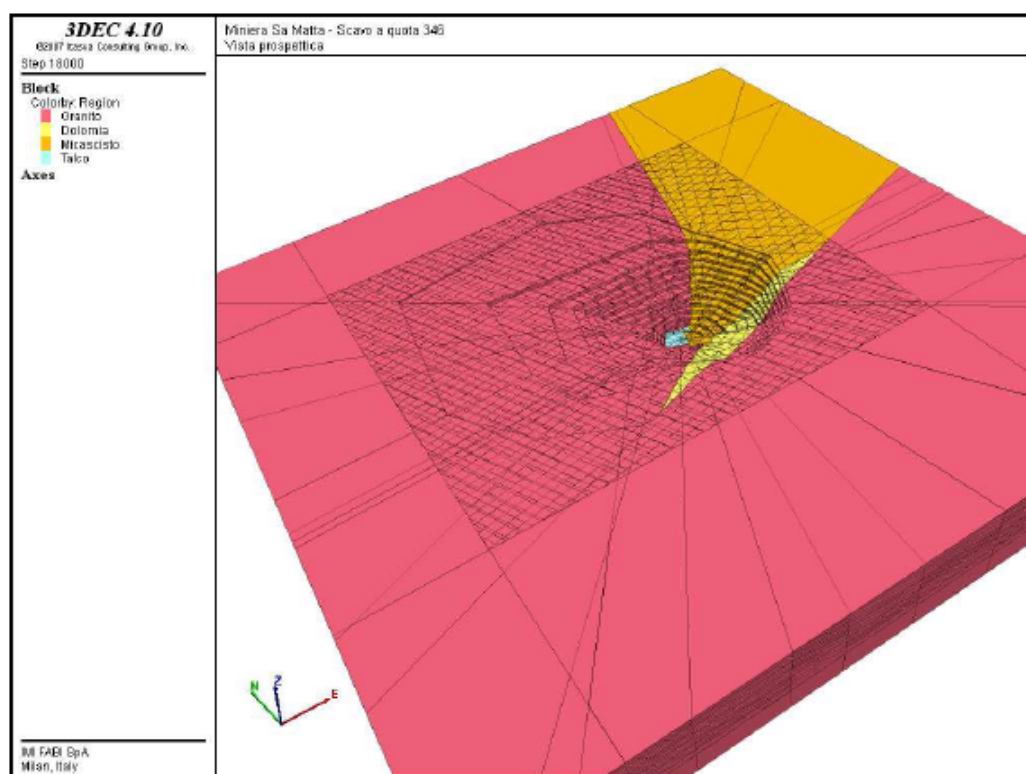 3DEC 4.10
©2007 Itasca Consulting Group, Inc.
Step 18000
Block
Colorby: Region
Granito
Dolomia
Micascisto
Talco
Axes
IMI FABI SpA
Milan, Italy
Miniera Sa Matta - Scavo a quota 346
Vista prospettica
N
Z
E